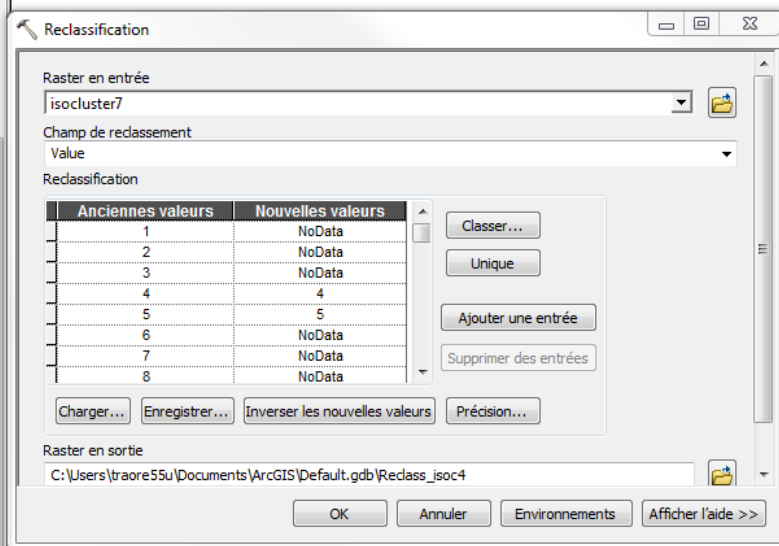 Reclassification
Raster en entrée
isocluster7
Champ de reclassement
Value
Reclassification
Anciennes valeurs Nouvelles valeurs
1 NoData
2 NoData
3 NoData
4 4
5 5
6 NoData
7 NoData
8 NoData
Classer...
Unique
Ajouter une entrée
Supprimer des entrées
Charger... Enregistrer... Inverser les nouvelles valeurs Précision...
Raster en sortie
C:\Users\traore55u\Documents\ArcGIS\Default.gdb\Reclass_isoc4
OK Annuler Environnements Afficher l'aide >>